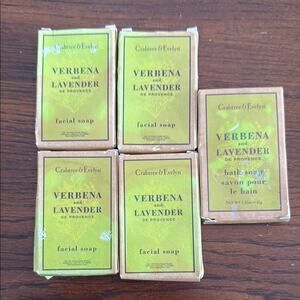 Crabtree & Evelyn
VERBENA
and
LAVENDER
DE PROVENCE
facial soap
Crabtree & Evelyn
VERBENA
and
LAVENDER
DE PROVENCE
facial soap
Crabtree & Evelyn
VERBENA
and
LAVENDER
DE PROVENCE
bath soap
savon pour
le bain
Crabtree & Evelyn
VERBENA
and
LAVENDER
DE PROVENCE
facial soap
Crabtree & Evelyn
VERBENA
and
LAVENDER
DE PROVENCE
facial soap